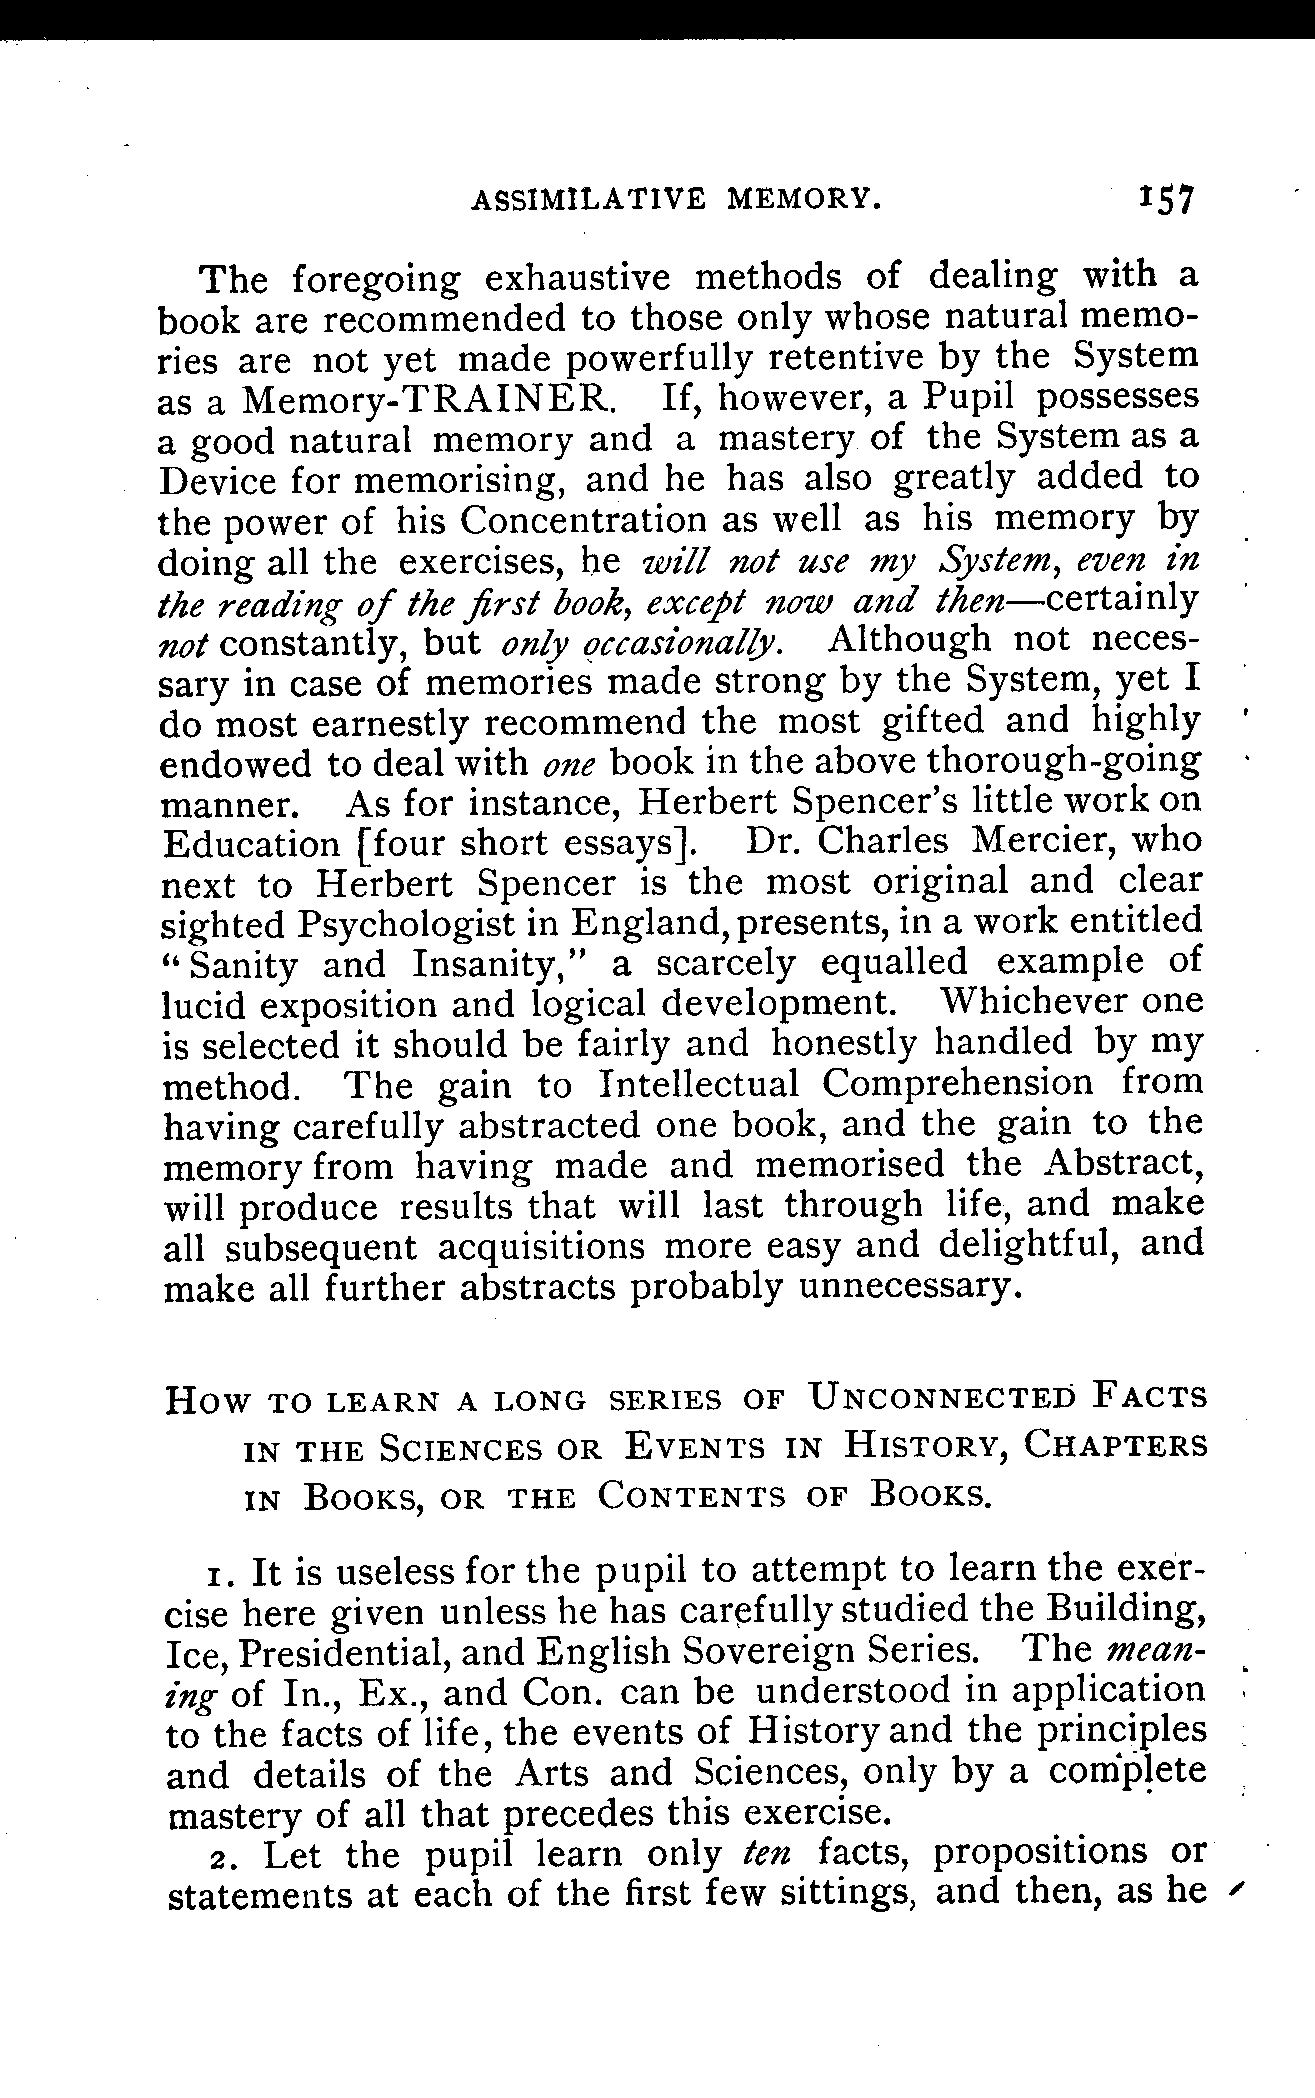 ASSIMILATIVE MEMORY. 157
The foregoing exhaustive methods of dealing with a
book are recommended to those only whose natural memo-
ries are not yet made powerfully retentive by the System
as a Memory-TRAINER. If, however, a Pupil possesses
a good natural memory and a mastery of the System as a
Device for memorising, and he has also greatly added to
the power of his Concentration as well as his memory by
doing all the exercises, he will not use my System, even in
the reading of the first book, except now and then—certainly
not constantly, but only occasionally. Although not neces-
sary in case of memories made strong by the System, yet I
do most earnestly recommend the most gifted and highly
endowed to deal with one book in the above thorough-going
manner. As for instance, Herbert Spencer's little work on
Education [four short essays]. Dr. Charles Mercier, who
next to Herbert Spencer is the most original and clear
sighted Psychologist in England, presents, in a work entitled
“Sanity and Insanity,” a scarcely equalled example of
lucid exposition and logical development. Whichever one
is selected it should be fairly and honestly handled by my
method. The gain to Intellectual Comprehension from
having carefully abstracted one book, and the gain to the
memory from having made and memorised the Abstract,
will produce results that will last through life, and make
all subsequent acquisitions more easy and delightful, and
make all further abstracts probably unnecessary.
HOW TO LEARN A LONG SERIES OF UNCONNECTED FACTS
IN THE SCIENCES OR EVENTS IN HISTORY, CHAPTERS
IN BOOKS, OR THE CONTENTS OF BOOKS.
1. It is useless for the pupil to attempt to learn the exer-
cise here given unless he has carefully studied the Building,
Ice, Presidential, and English Sovereign Series. The mean-
ing of In., Ex., and Con. can be understood in application
to the facts of life, the events of History and the principles
and details of the Arts and Sciences, only by a complete
mastery of all that precedes this exercise.
2. Let the pupil learn only ten facts, propositions or
statements at each of the first few sittings, and then, as he